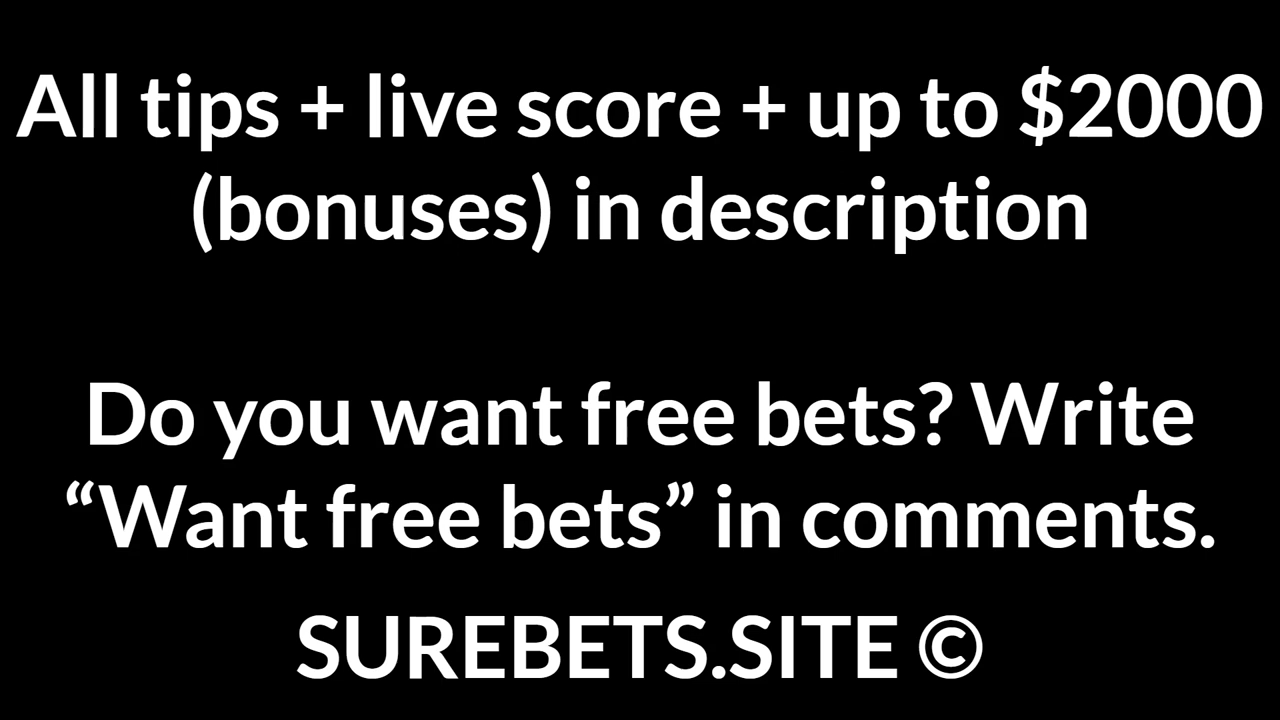 All tips + live score + up to $2000
(bonuses) in description
Do you want free bets? Write
“Want free bets” in comments.
SUREBETS.SITE ©